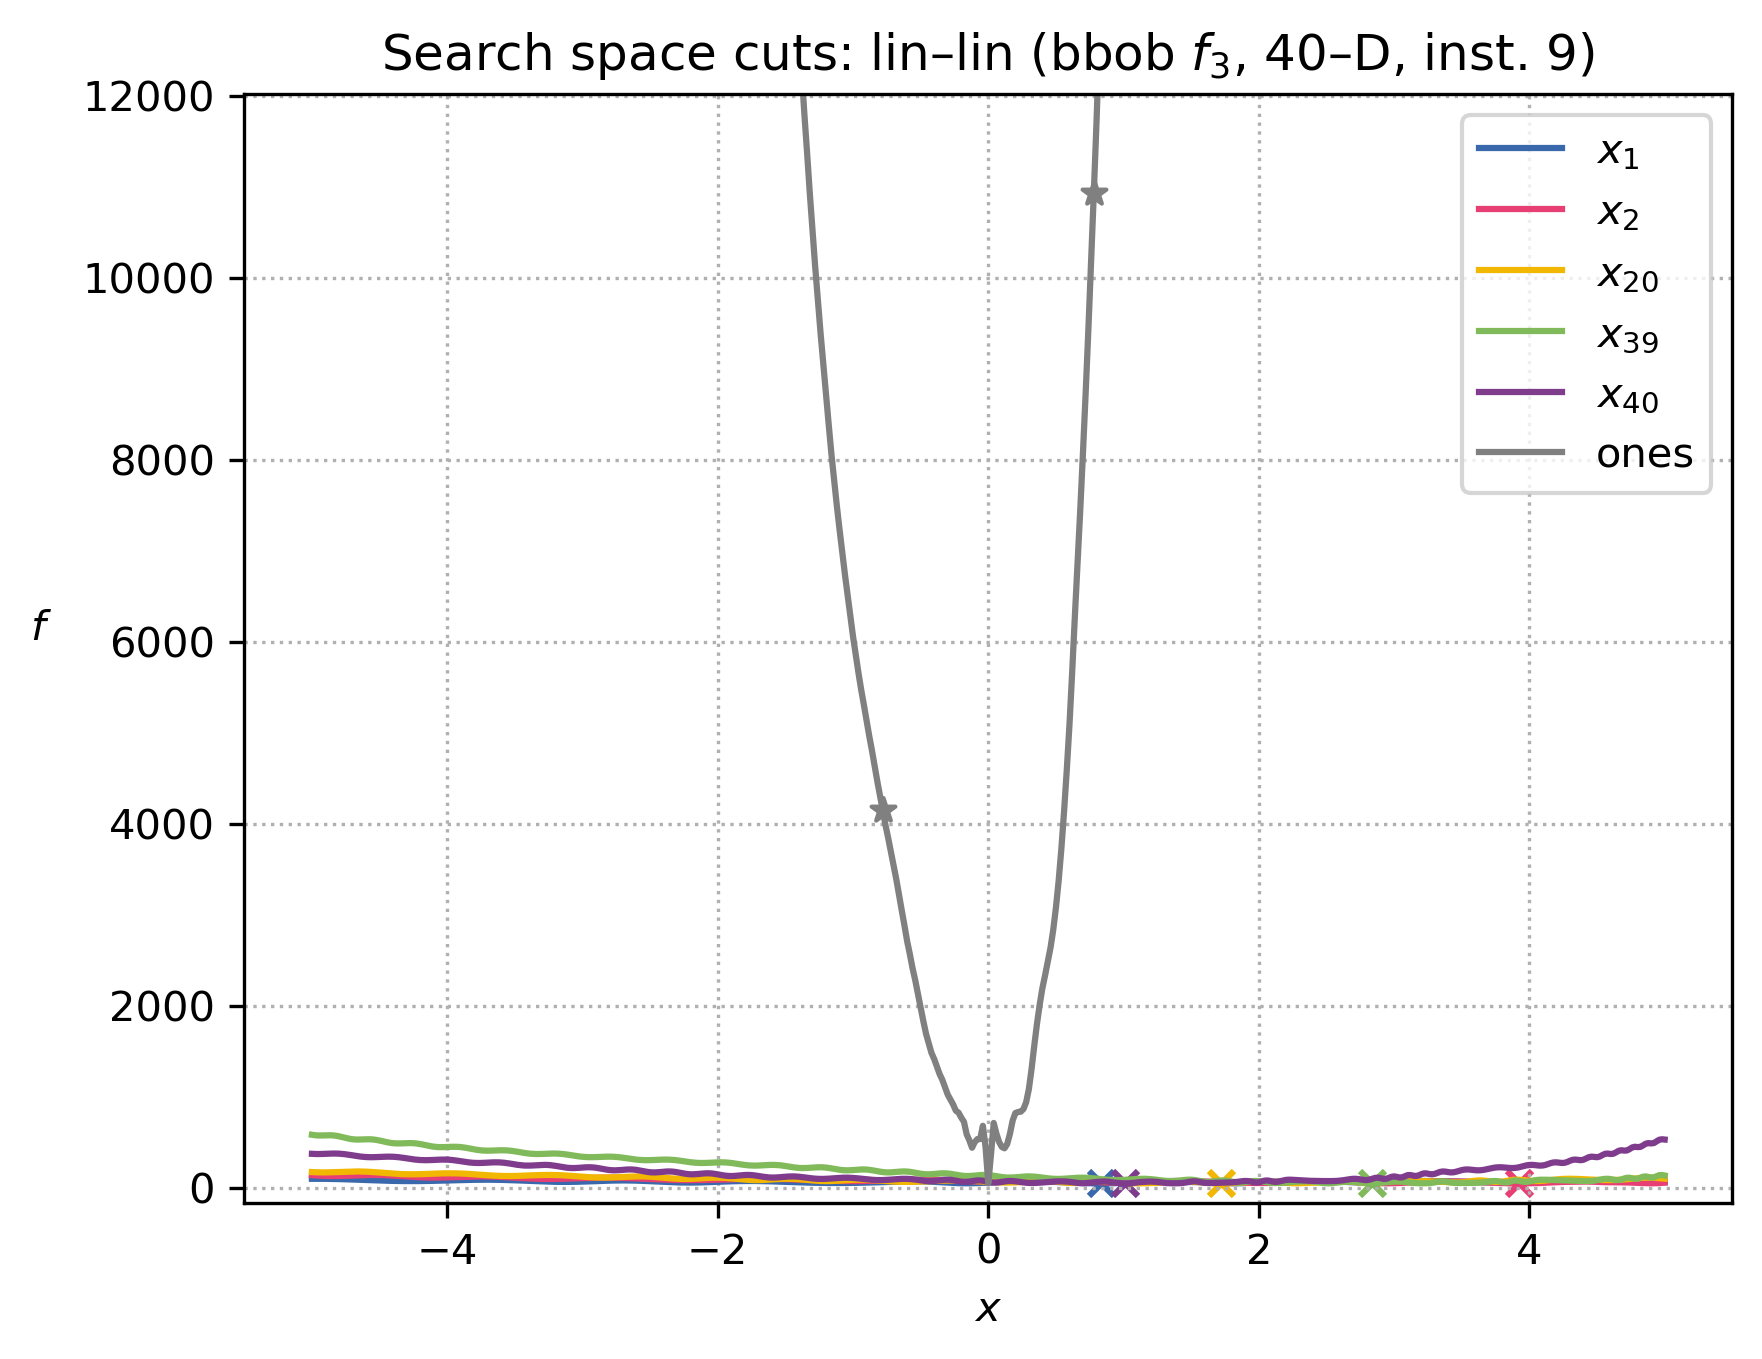 Search space cuts: lin–lin (bbob f₃, 40–D, inst. 9)
12000
10000
8000
6000
4000
2000
0
f
x₁
x₂
x₂₀
x₃₉
x₄₀
ones
−4 −2 0 2 4
x